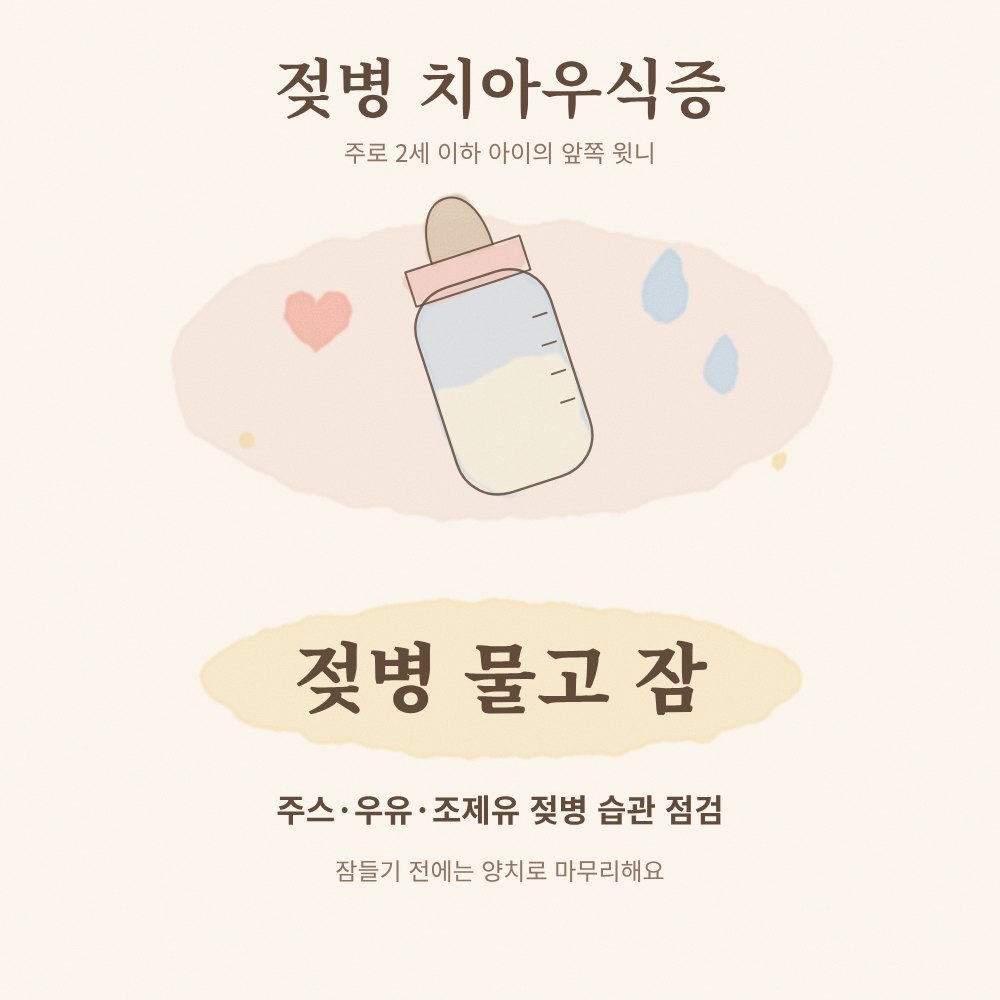 젖병 치아우식증
주로 2세 이하 아이의 앞쪽 윗니
젖병 물고 잠
주스·우유·조제유 젖병 습관 점검
잠들기 전에는 양치로 마무리해요